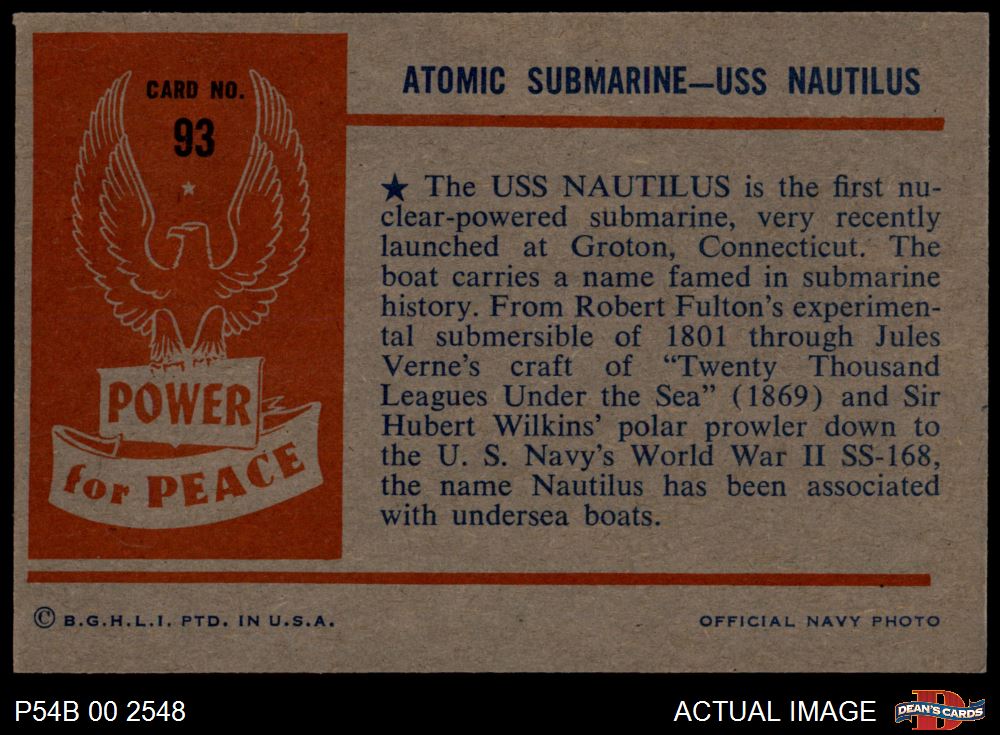 CARD NO.
93
POWER
for PEACE
ATOMIC SUBMARINE—USS NAUTILUS
★ The USS NAUTILUS is the first nu-
clear-powered submarine, very recently
launched at Groton, Connecticut. The
boat carries a name famed in submarine
history. From Robert Fulton's experimen-
tal submersible of 1801 through Jules
Verne's craft of "Twenty Thousand
Leagues Under the Sea" (1869) and Sir
Hubert Wilkins' polar prowler down to
the U. S. Navy's World War II SS-168,
the name Nautilus has been associated
with undersea boats.
© B.G.H.L.I. PTD. IN U.S.A.
OFFICIAL NAVY PHOTO
P54B 00 2548
ACTUAL IMAGE
DEAN'S CARDS